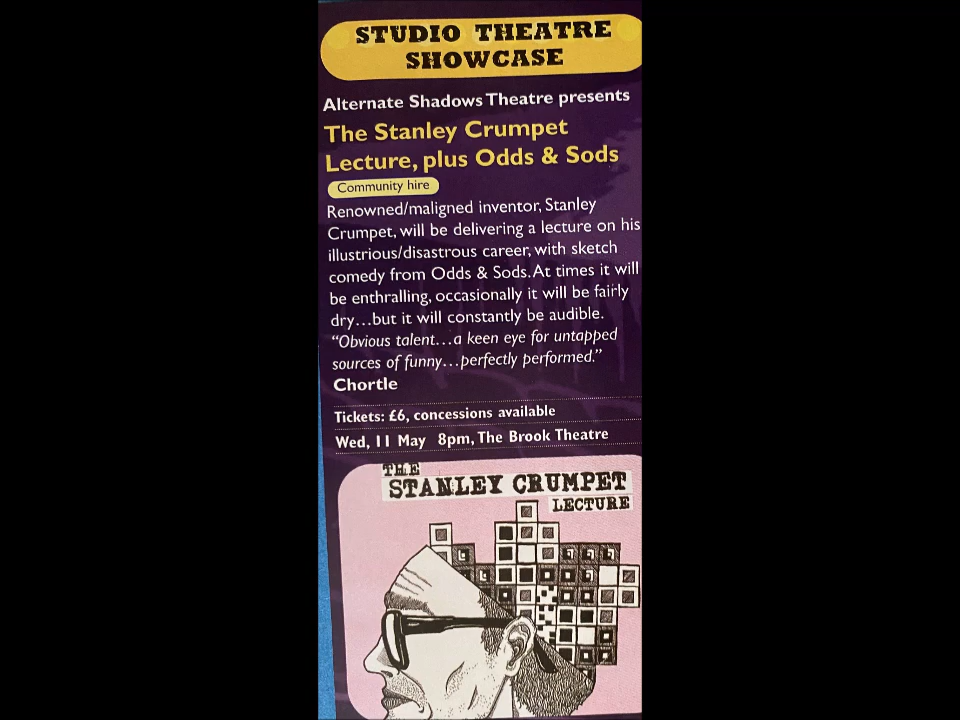 STUDIO THEATRE
SHOWCASE
Alternate Shadows Theatre presents
The Stanley Crumpet
Lecture, plus Odds & Sods
Community hire
Renowned/maligned inventor, Stanley
Crumpet, will be delivering a lecture on his
illustrious/disastrous career, with sketch
comedy from Odds & Sods. At times it will
be enthralling, occasionally it will be fairly
dry...but it will constantly be audible.
“Obvious talent...a keen eye for untapped
sources of funny...perfectly performed.”
Chortle
Tickets: £6, concessions available
Wed, 11 May 8pm, The Brook Theatre
THE
STANLEY CRUMPET
LECTURE